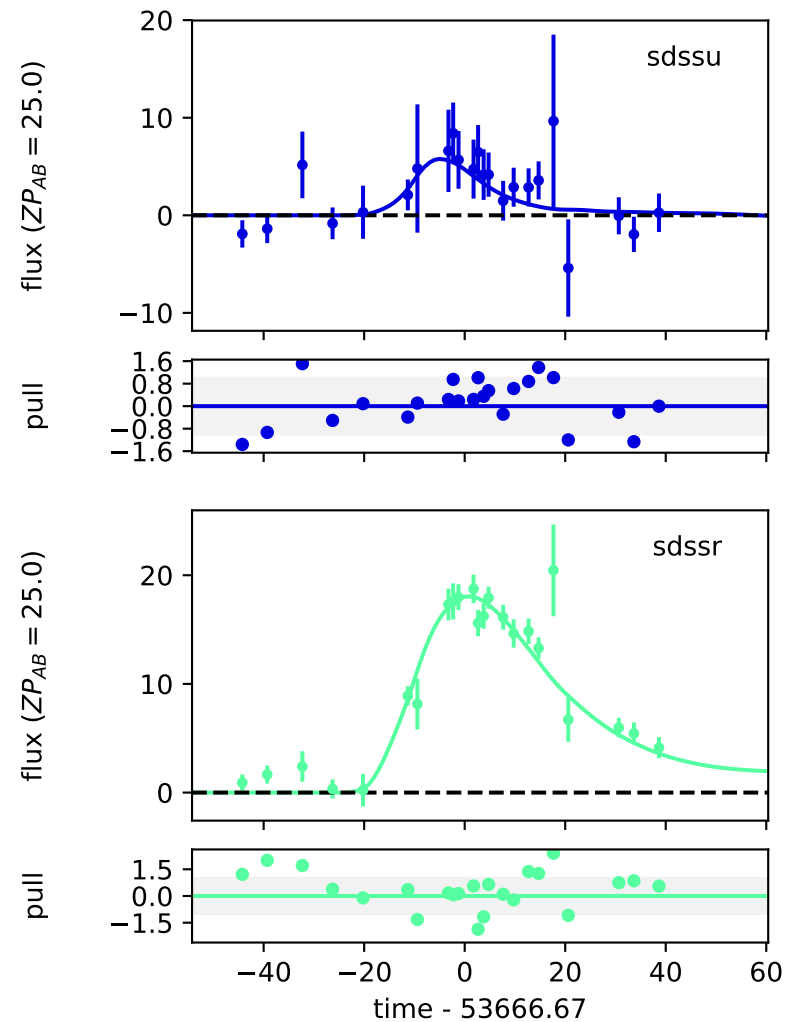 20
sdssu
10
0
−10
flux (ZP_AB = 25.0)
1.6
0.8
0.0
−0.8
−1.6
pull
sdssr
20
10
0
flux (ZP_AB = 25.0)
1.5
0.0
−1.5
pull
−40 −20 0 20 40 60
time - 53666.67